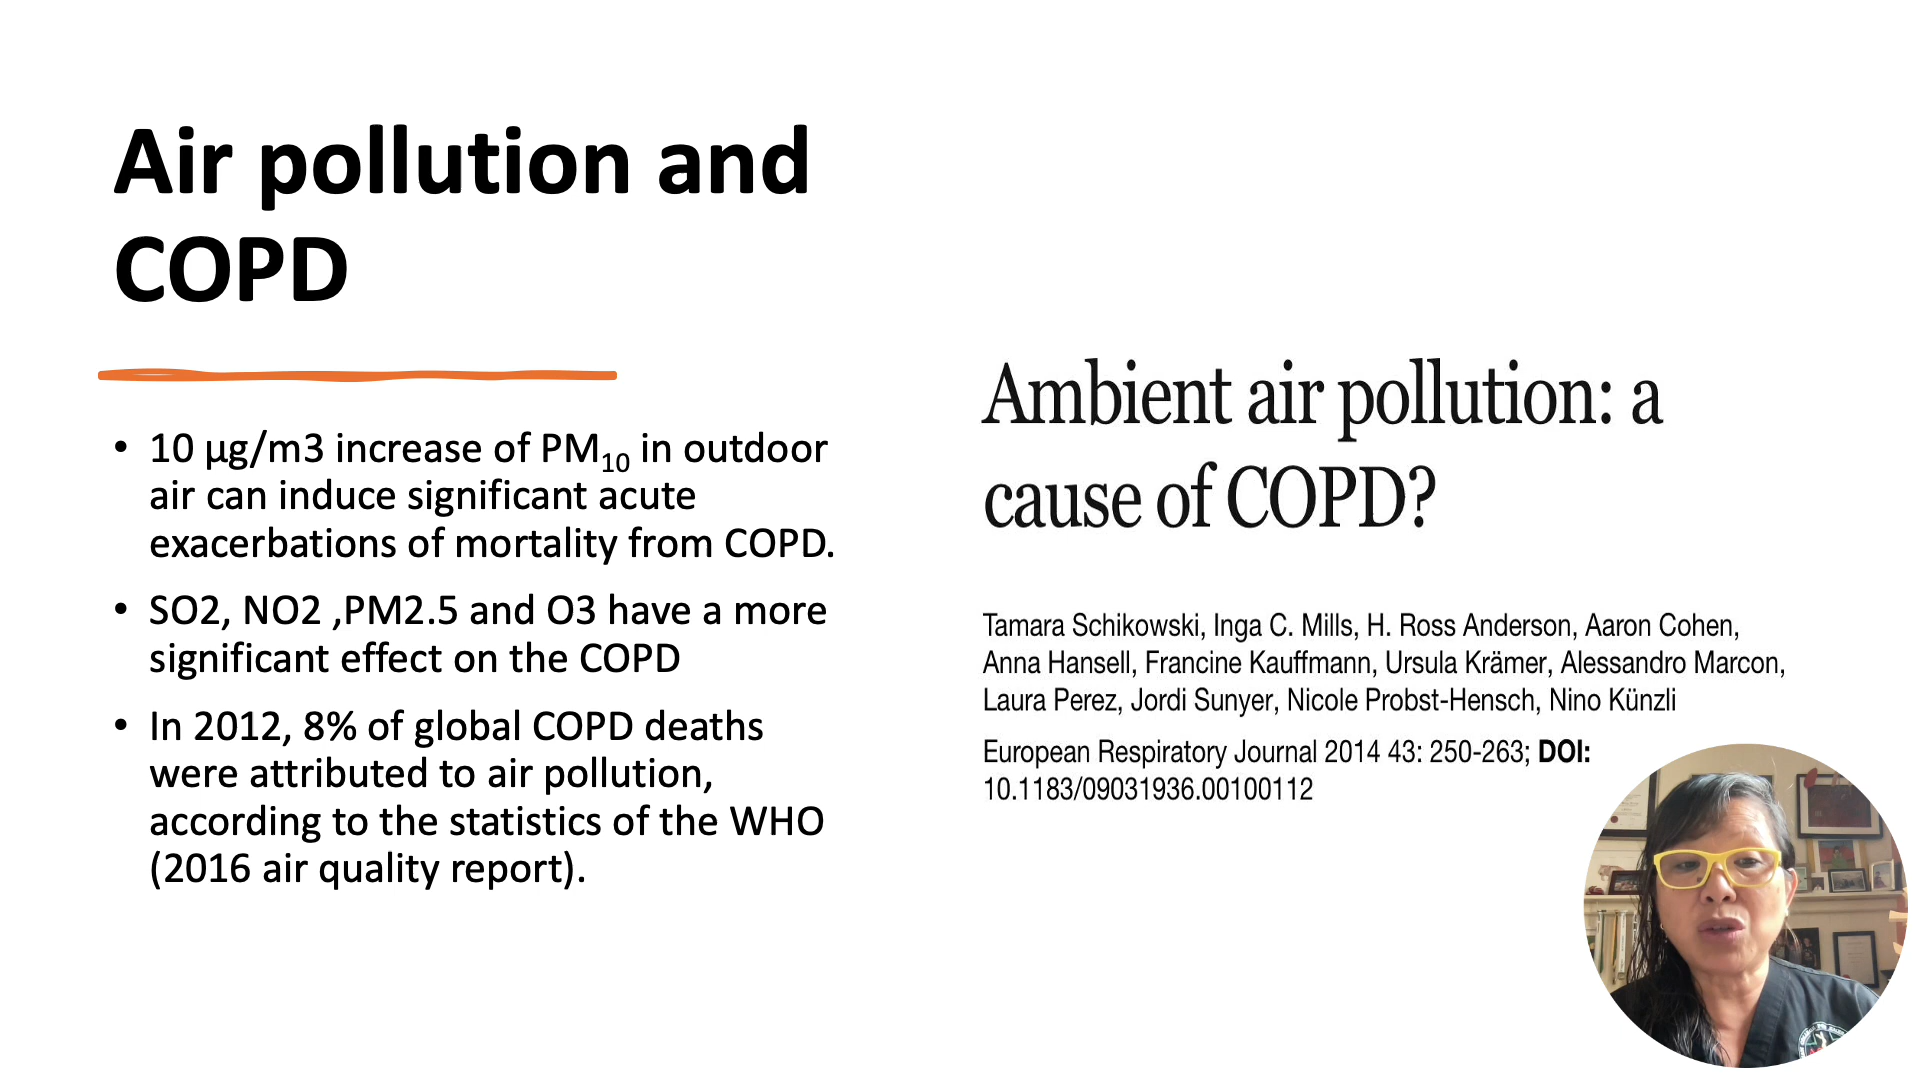 Air pollution and
COPD
• 10 µg/m3 increase of PM₁₀ in outdoor
air can induce significant acute
exacerbations of mortality from COPD.
• SO2, NO2 ,PM2.5 and O3 have a more
significant effect on the COPD
• In 2012, 8% of global COPD deaths
were attributed to air pollution,
according to the statistics of the WHO
(2016 air quality report).
Ambient air pollution: a
cause of COPD?
Tamara Schikowski, Inga C. Mills, H. Ross Anderson, Aaron Cohen,
Anna Hansell, Francine Kauffmann, Ursula Krämer, Alessandro Marcon,
Laura Perez, Jordi Sunyer, Nicole Probst-Hensch, Nino Künzli
European Respiratory Journal 2014 43: 250-263; DOI:
10.1183/09031936.00100112